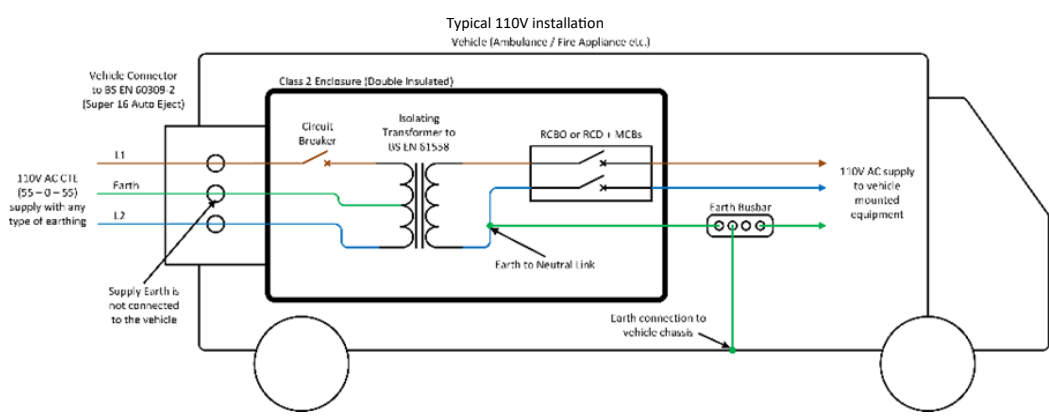 Typical 110V installation
Vehicle (Ambulance / Fire Appliance etc.)
Vehicle Connector
to BS EN 60309-2
(Super 16 Auto Eject)
Class 2 Enclosure (Double Insulated)
Circuit
Breaker
Isolating
Transformer to
BS EN 61558
RCBO or RCD + MCBs
L1
110V AC CTE
(55 – 0 – 55)
supply with any
type of earthing
Earth
L2
110V AC supply
to vehicle
mounted
equipment
Earth Busbar
Earth to Neutral Link
Supply Earth is
not connected
to the vehicle
Earth connection to
vehicle chassis